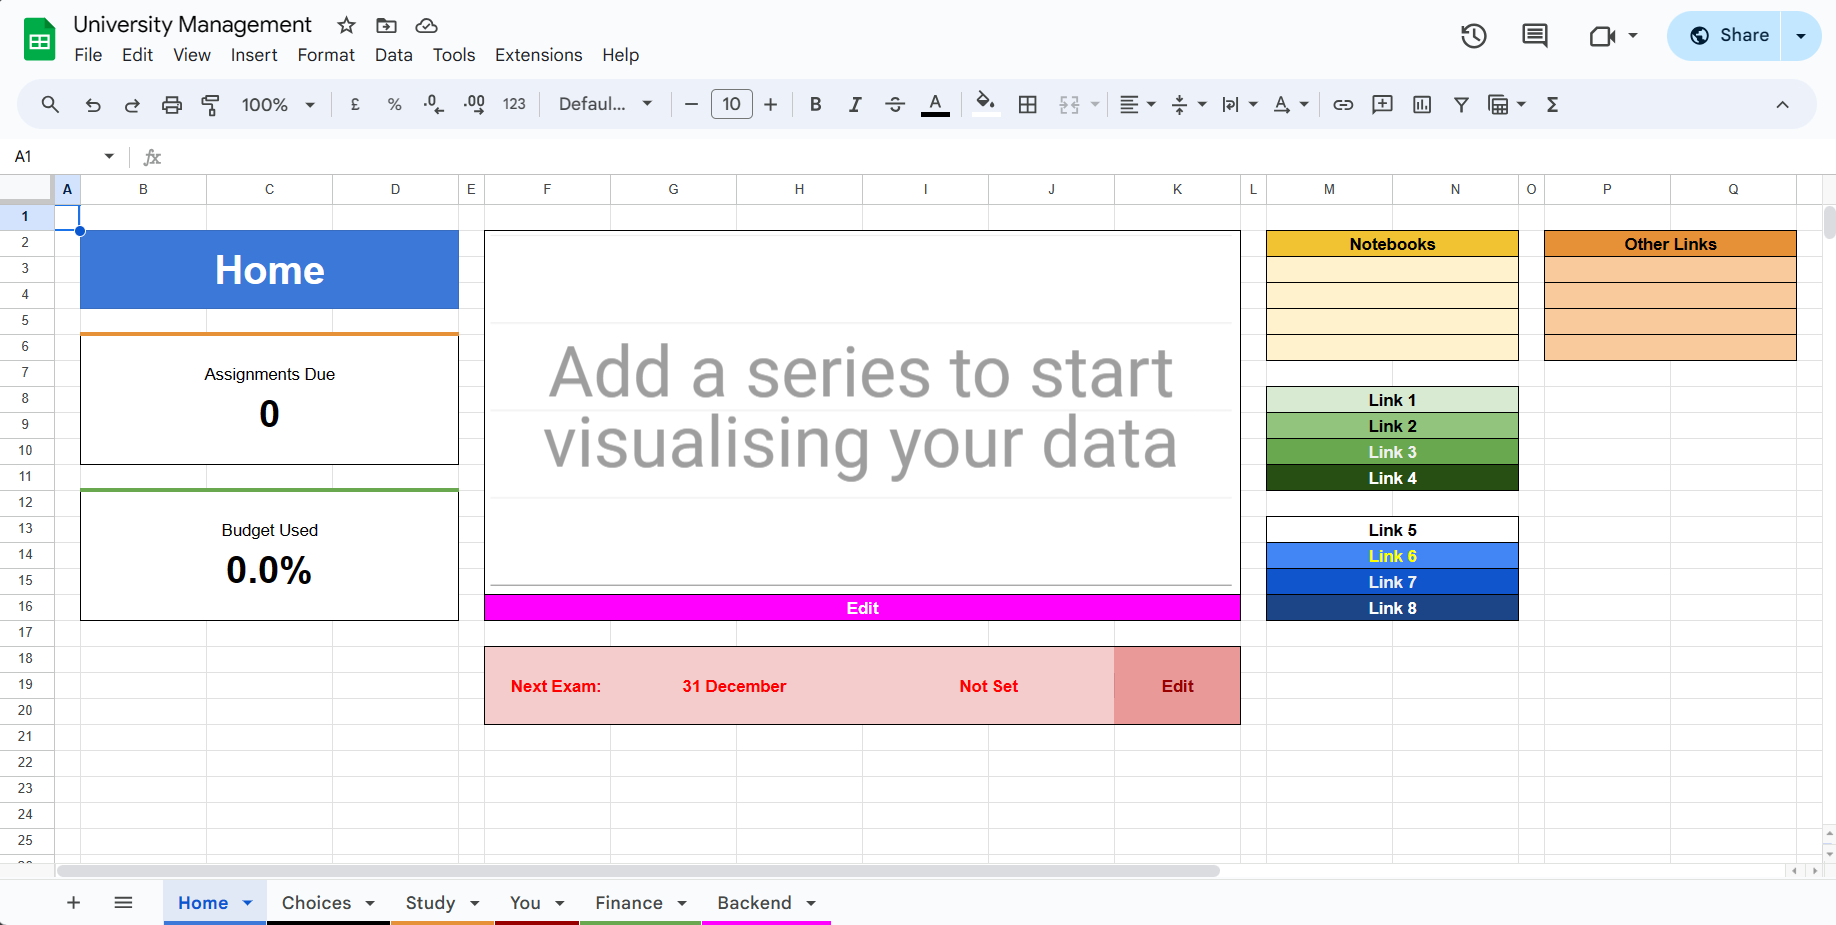 University Management
File Edit View Insert Format Data Tools Extensions Help
Share
100% £ % .0 .00 123 Defaul... 10 B I A A Σ
A1 fx
A B C D E F G H I J K L M N O P Q
1
2
3
4
5
6
7
8
9
10
11
12
13
14
15
16
17
18
19
20
21
22
23
24
25
Home
Assignments Due
0
Budget Used
0.0%
Add a series to start
visualising your data
Edit
Next Exam: 31 December Not Set Edit
Notebooks
Other Links
Link 1
Link 2
Link 3
Link 4
Link 5
Link 6
Link 7
Link 8
Home Choices Study You Finance Backend